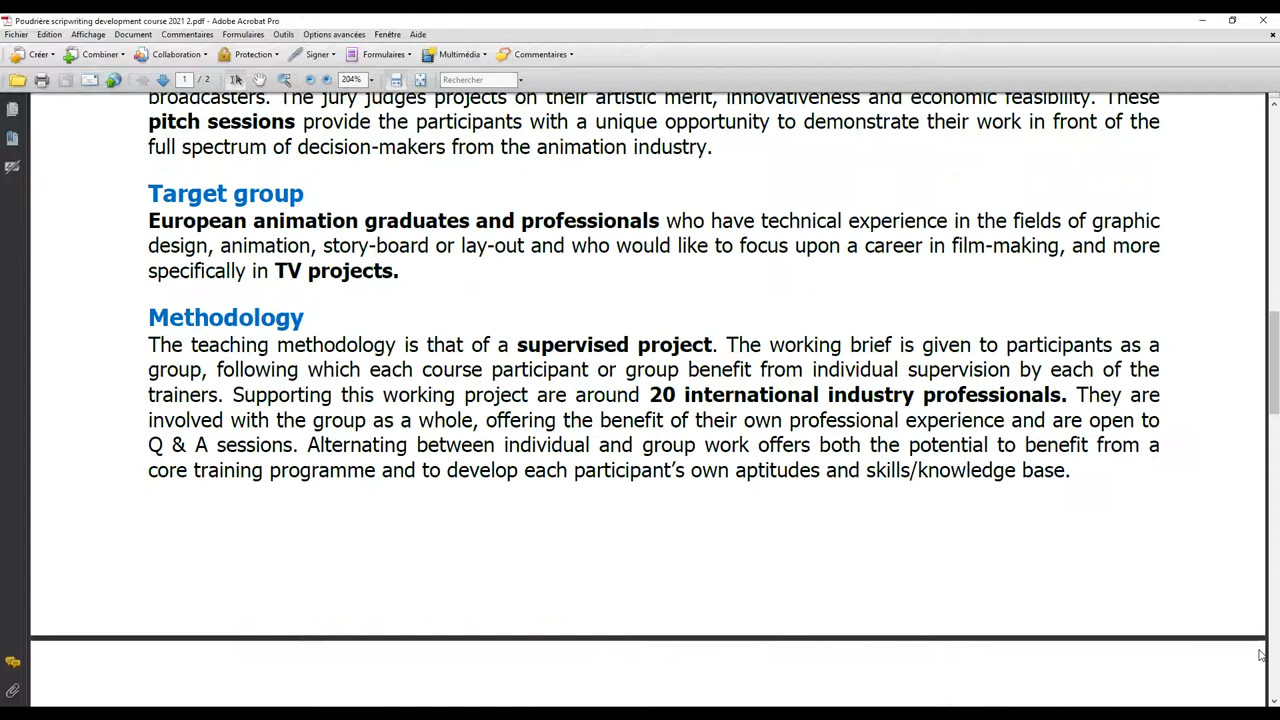 Poudrière scripwriting development course 2021 2.pdf - Adobe Acrobat Pro
Fichier Edition Affichage Document Commentaires Formulaires Outils Options avancées Fenêtre Aide
Créer Combiner Collaboration Protection Signer Formulaires Multimédia Commentaires
1 / 2 204% Rechercher
broadcasters. The jury judges projects on their artistic merit, innovativeness and economic feasibility. These
pitch sessions provide the participants with a unique opportunity to demonstrate their work in front of the
full spectrum of decision-makers from the animation industry.
Target group
European animation graduates and professionals who have technical experience in the fields of graphic
design, animation, story-board or lay-out and who would like to focus upon a career in film-making, and more
specifically in TV projects.
Methodology
The teaching methodology is that of a supervised project. The working brief is given to participants as a
group, following which each course participant or group benefit from individual supervision by each of the
trainers. Supporting this working project are around 20 international industry professionals. They are
involved with the group as a whole, offering the benefit of their own professional experience and are open to
Q & A sessions. Alternating between individual and group work offers both the potential to benefit from a
core training programme and to develop each participant's own aptitudes and skills/knowledge base.